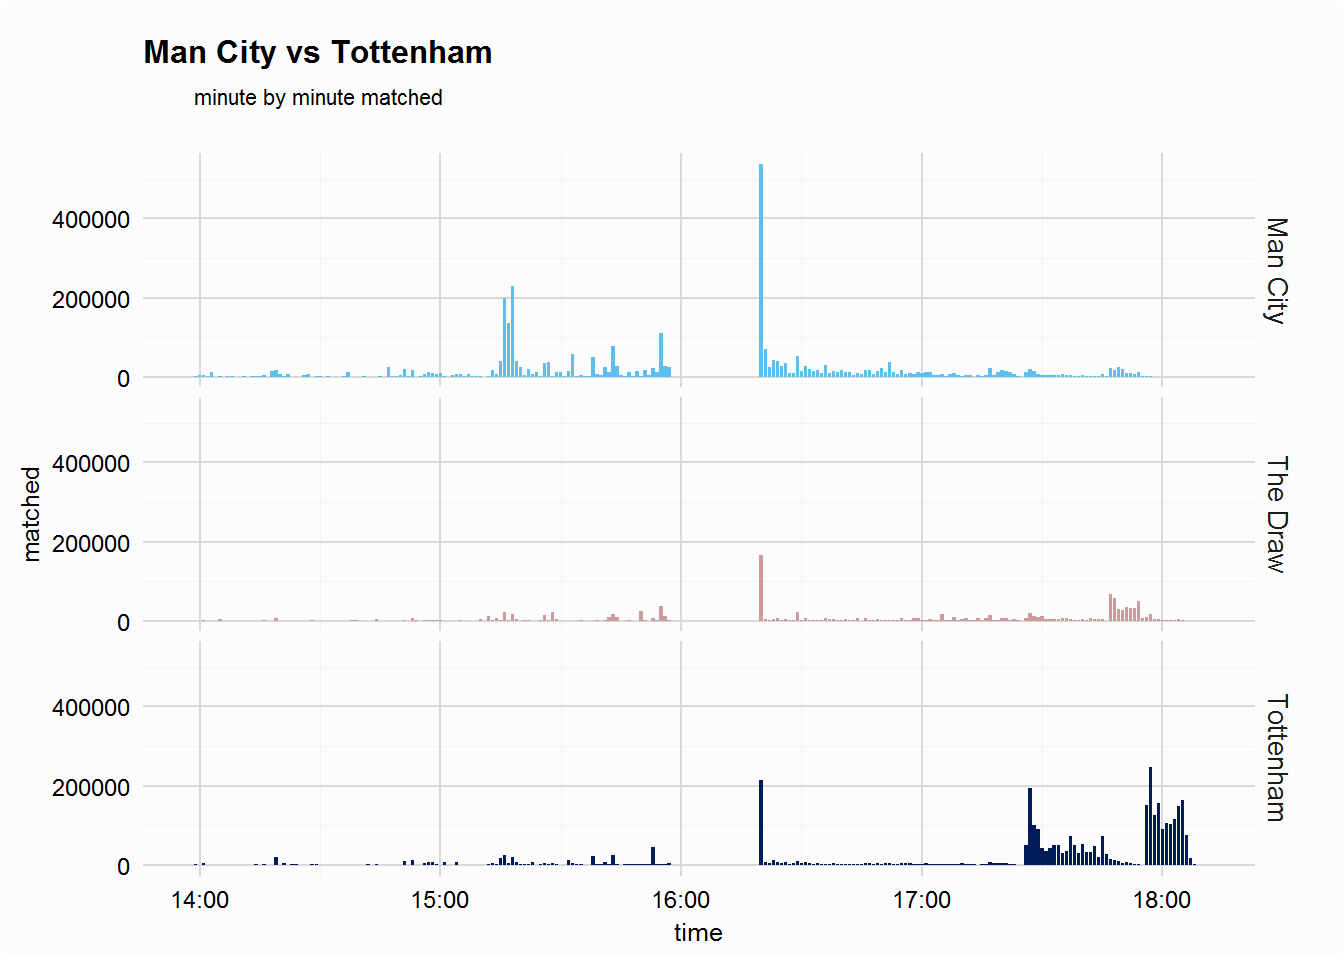 Man City vs Tottenham
minute by minute matched
400000
200000
0
Man City
400000
200000
0
The Draw
matched
400000
200000
0
Tottenham
14:00 15:00 16:00 17:00 18:00
time